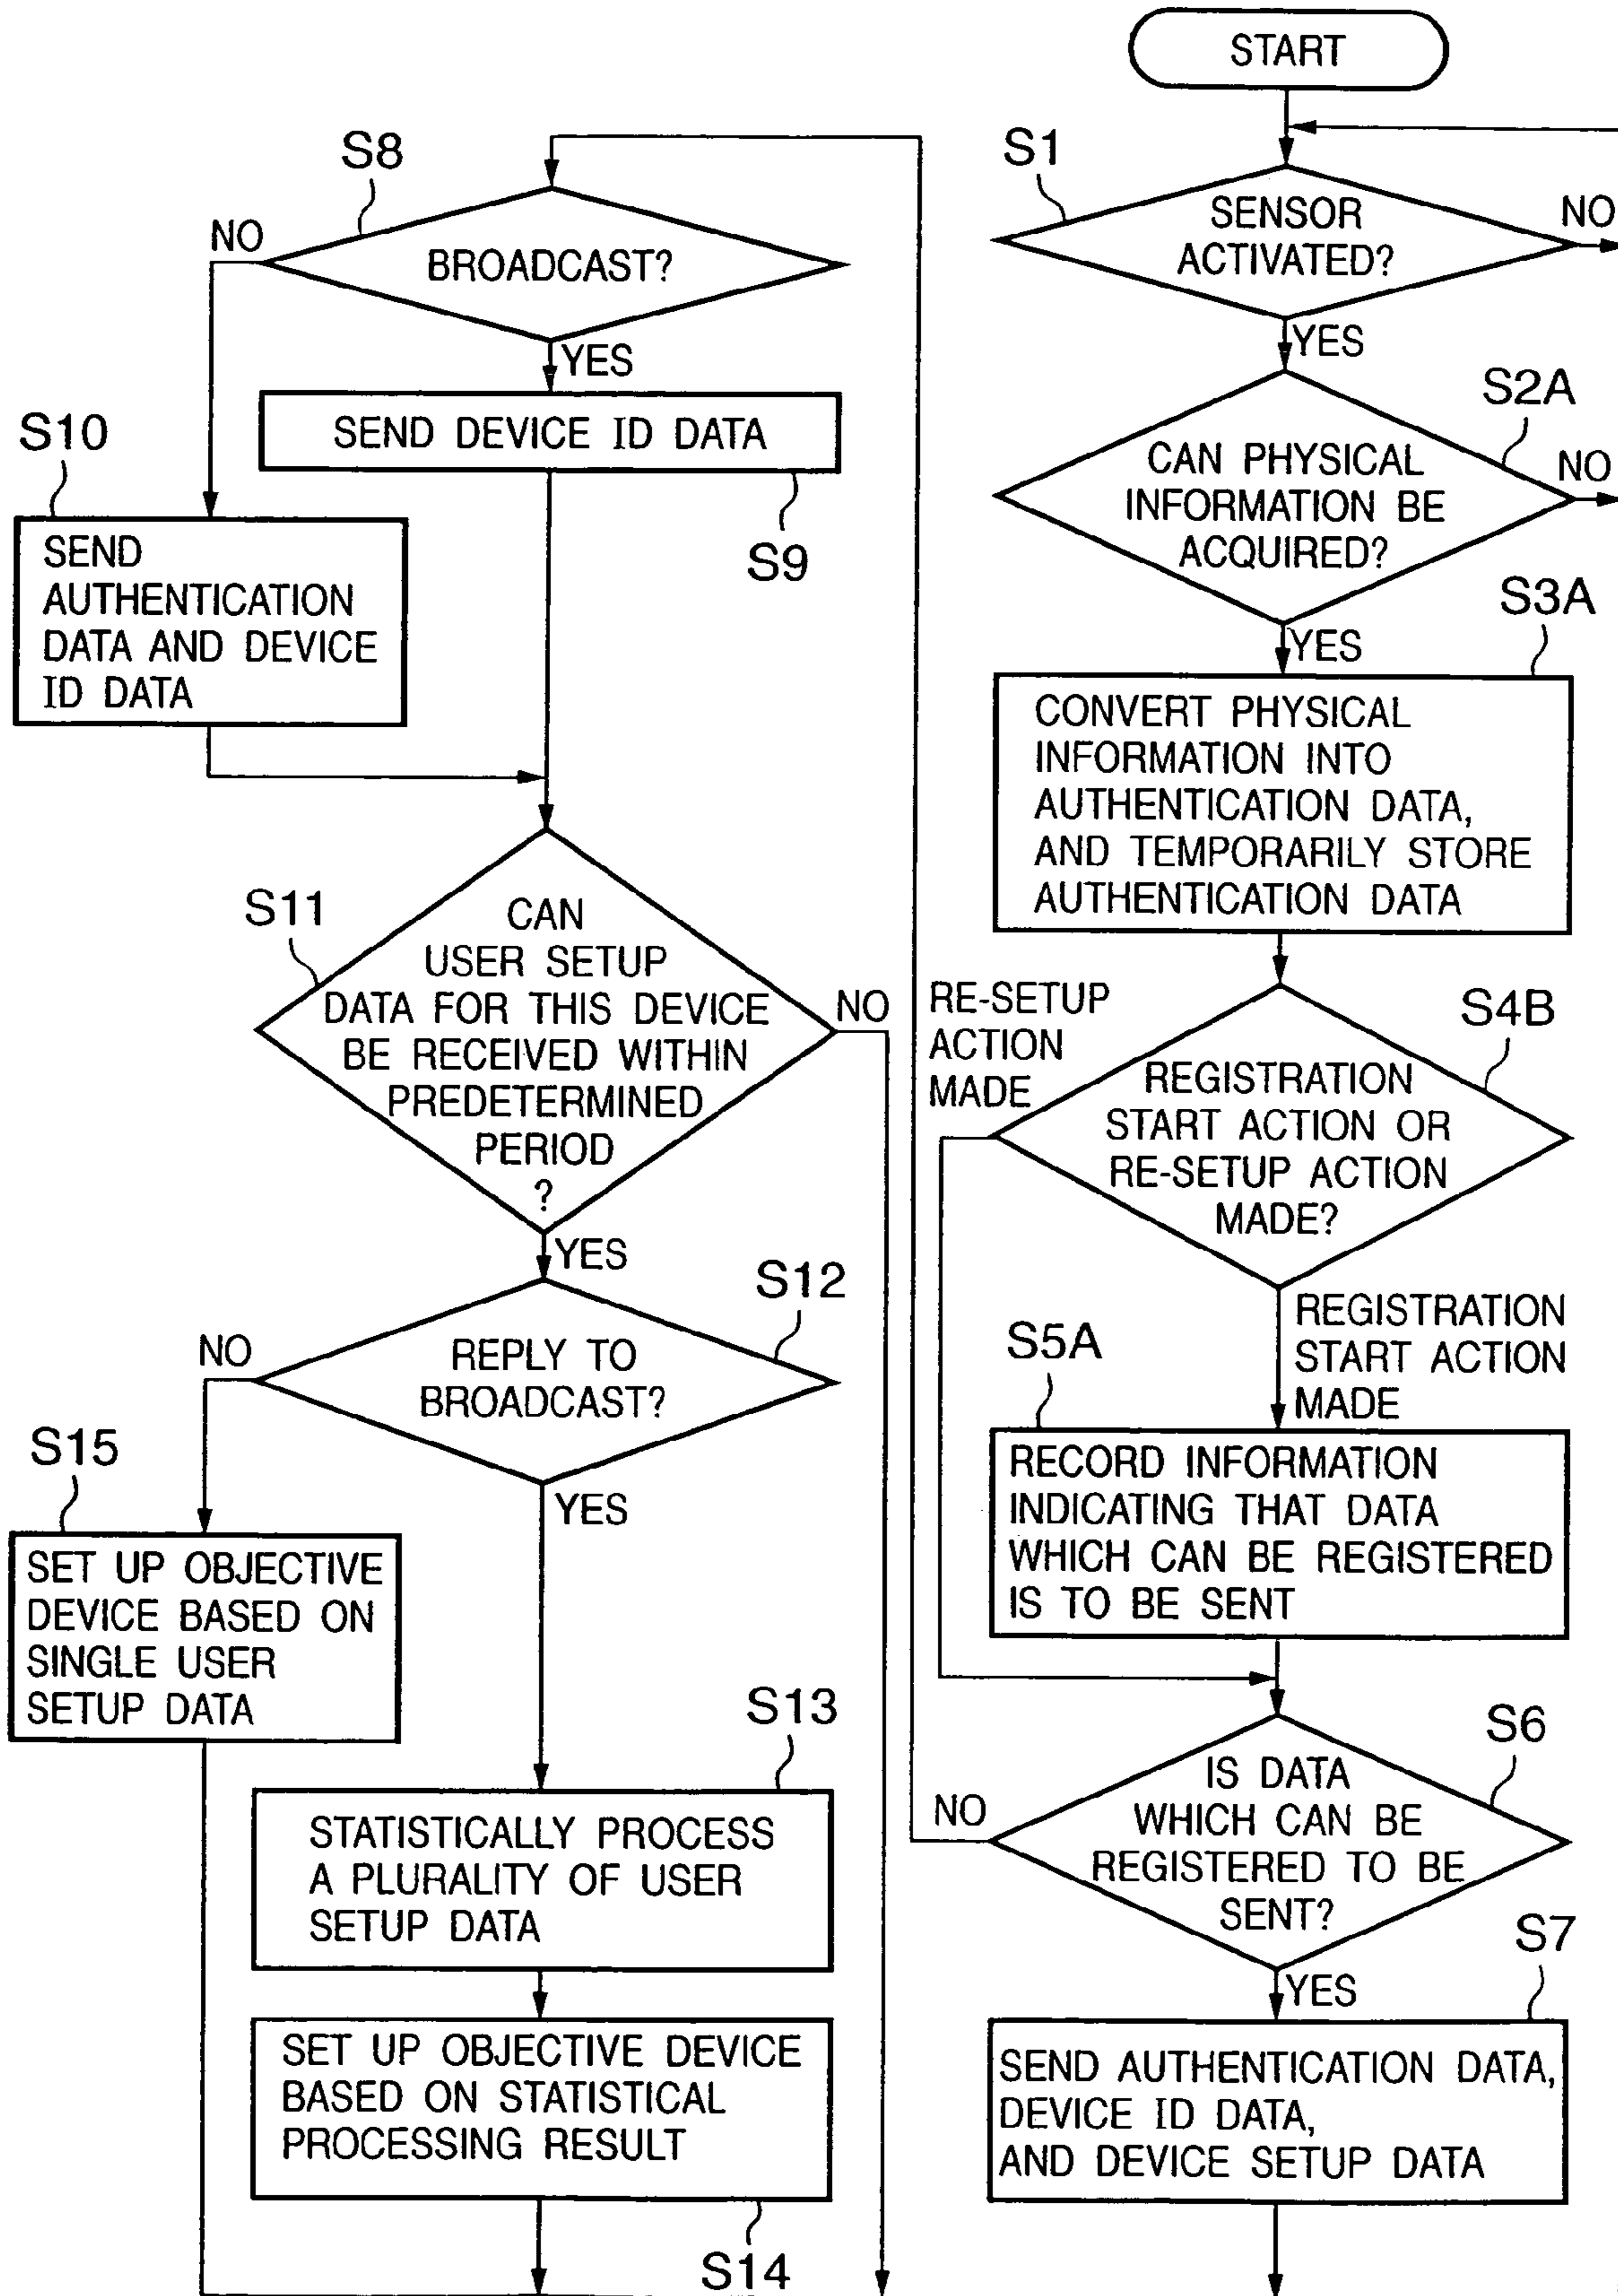 START
S1
SENSOR
ACTIVATED?
NO
YES
S2A
CAN PHYSICAL
INFORMATION BE
ACQUIRED?
NO
YES
S3A
CONVERT PHYSICAL
INFORMATION INTO
AUTHENTICATION DATA,
AND TEMPORARILY STORE
AUTHENTICATION DATA
RE-SETUP
ACTION
MADE
S4B
REGISTRATION
START ACTION OR
RE-SETUP ACTION
MADE?
REGISTRATION
START ACTION
MADE
S5A
RECORD INFORMATION
INDICATING THAT DATA
WHICH CAN BE REGISTERED
IS TO BE SENT
S6
IS DATA
WHICH CAN BE
REGISTERED TO BE
SENT?
NO
YES
S7
SEND AUTHENTICATION DATA,
DEVICE ID DATA,
AND DEVICE SETUP DATA
S8
BROADCAST?
NO
YES
SEND DEVICE ID DATA
S9
S10
SEND
AUTHENTICATION
DATA AND DEVICE
ID DATA
S11
CAN
USER SETUP
DATA FOR THIS DEVICE
BE RECEIVED WITHIN
PREDETERMINED
PERIOD
?
NO
YES
S12
REPLY TO
BROADCAST?
NO
YES
S15
SET UP OBJECTIVE
DEVICE BASED ON
SINGLE USER
SETUP DATA
S13
STATISTICALLY PROCESS
A PLURALITY OF USER
SETUP DATA
SET UP OBJECTIVE DEVICE
BASED ON STATISTICAL
PROCESSING RESULT
S14